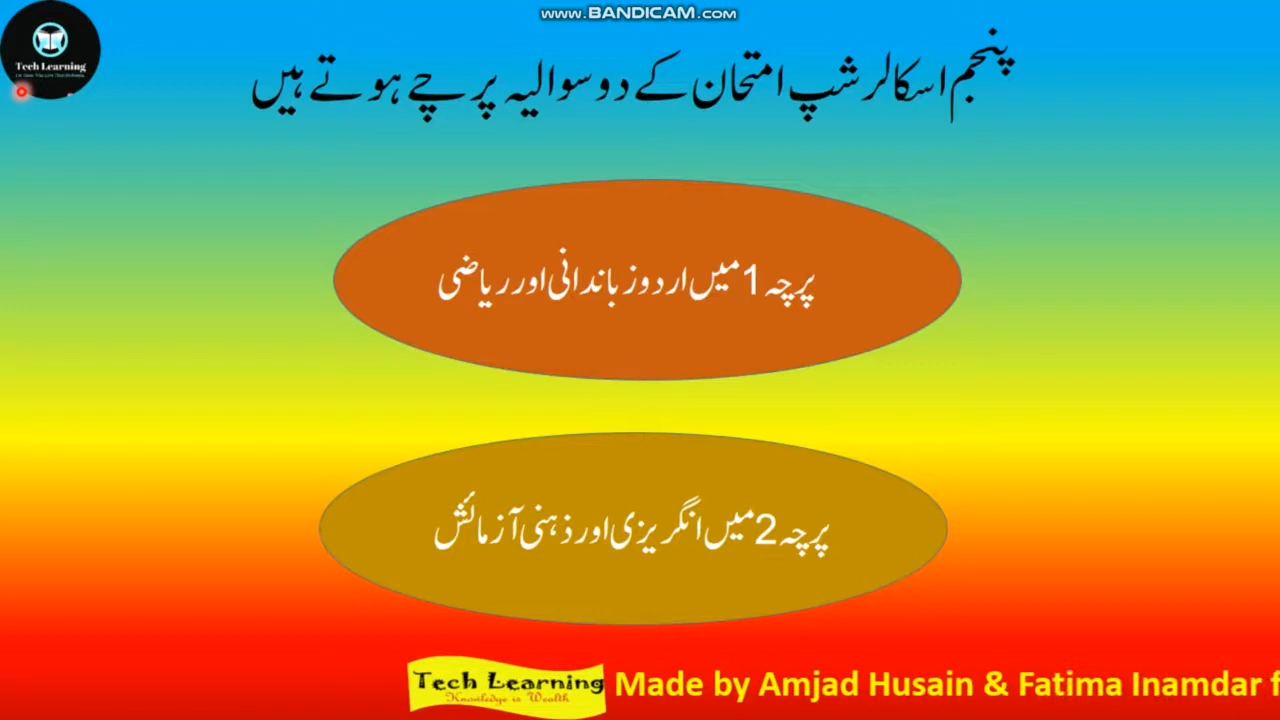 www.BANDICAM.com
Tech Learning
پنجم اسکالرشپ امتحان کے دو سوالیہ پرچے ہوتے ہیں
پرچہ 1 میں اردو زباندانی اور ریاضی
پرچہ 2 میں انگریزی اور ذہنی آزمائش
Tech Learning
Knowledge is Wealth
Made by Amjad Husain & Fatima Inamdar f